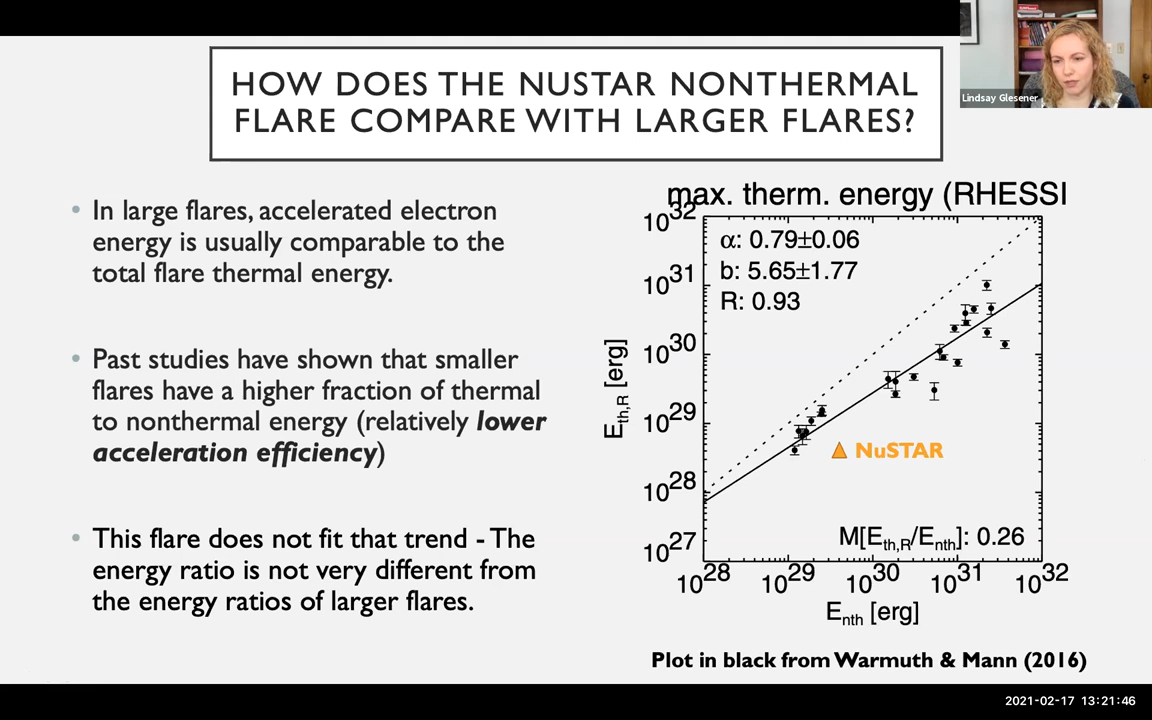 Lindsay Glesener
HOW DOES THE NUSTAR NONTHERMAL
FLARE COMPARE WITH LARGER FLARES?
• In large flares, accelerated electron
energy is usually comparable to the
total flare thermal energy.
• Past studies have shown that smaller
flares have a higher fraction of thermal
to nonthermal energy (relatively lower
acceleration efficiency)
• This flare does not fit that trend - The
energy ratio is not very different from
the energy ratios of larger flares.
max. therm. energy (RHESSI
α: 0.79±0.06
b: 5.65±1.77
R: 0.93
10^32
10^31
10^30
10^29
10^28
10^27
E_th,R [erg]
NuSTAR
M[E_th,R/E_nth]: 0.26
10^28 10^29 10^30 10^31 10^32
E_nth [erg]
Plot in black from Warmuth & Mann (2016)
2021-02-17 13:21:46